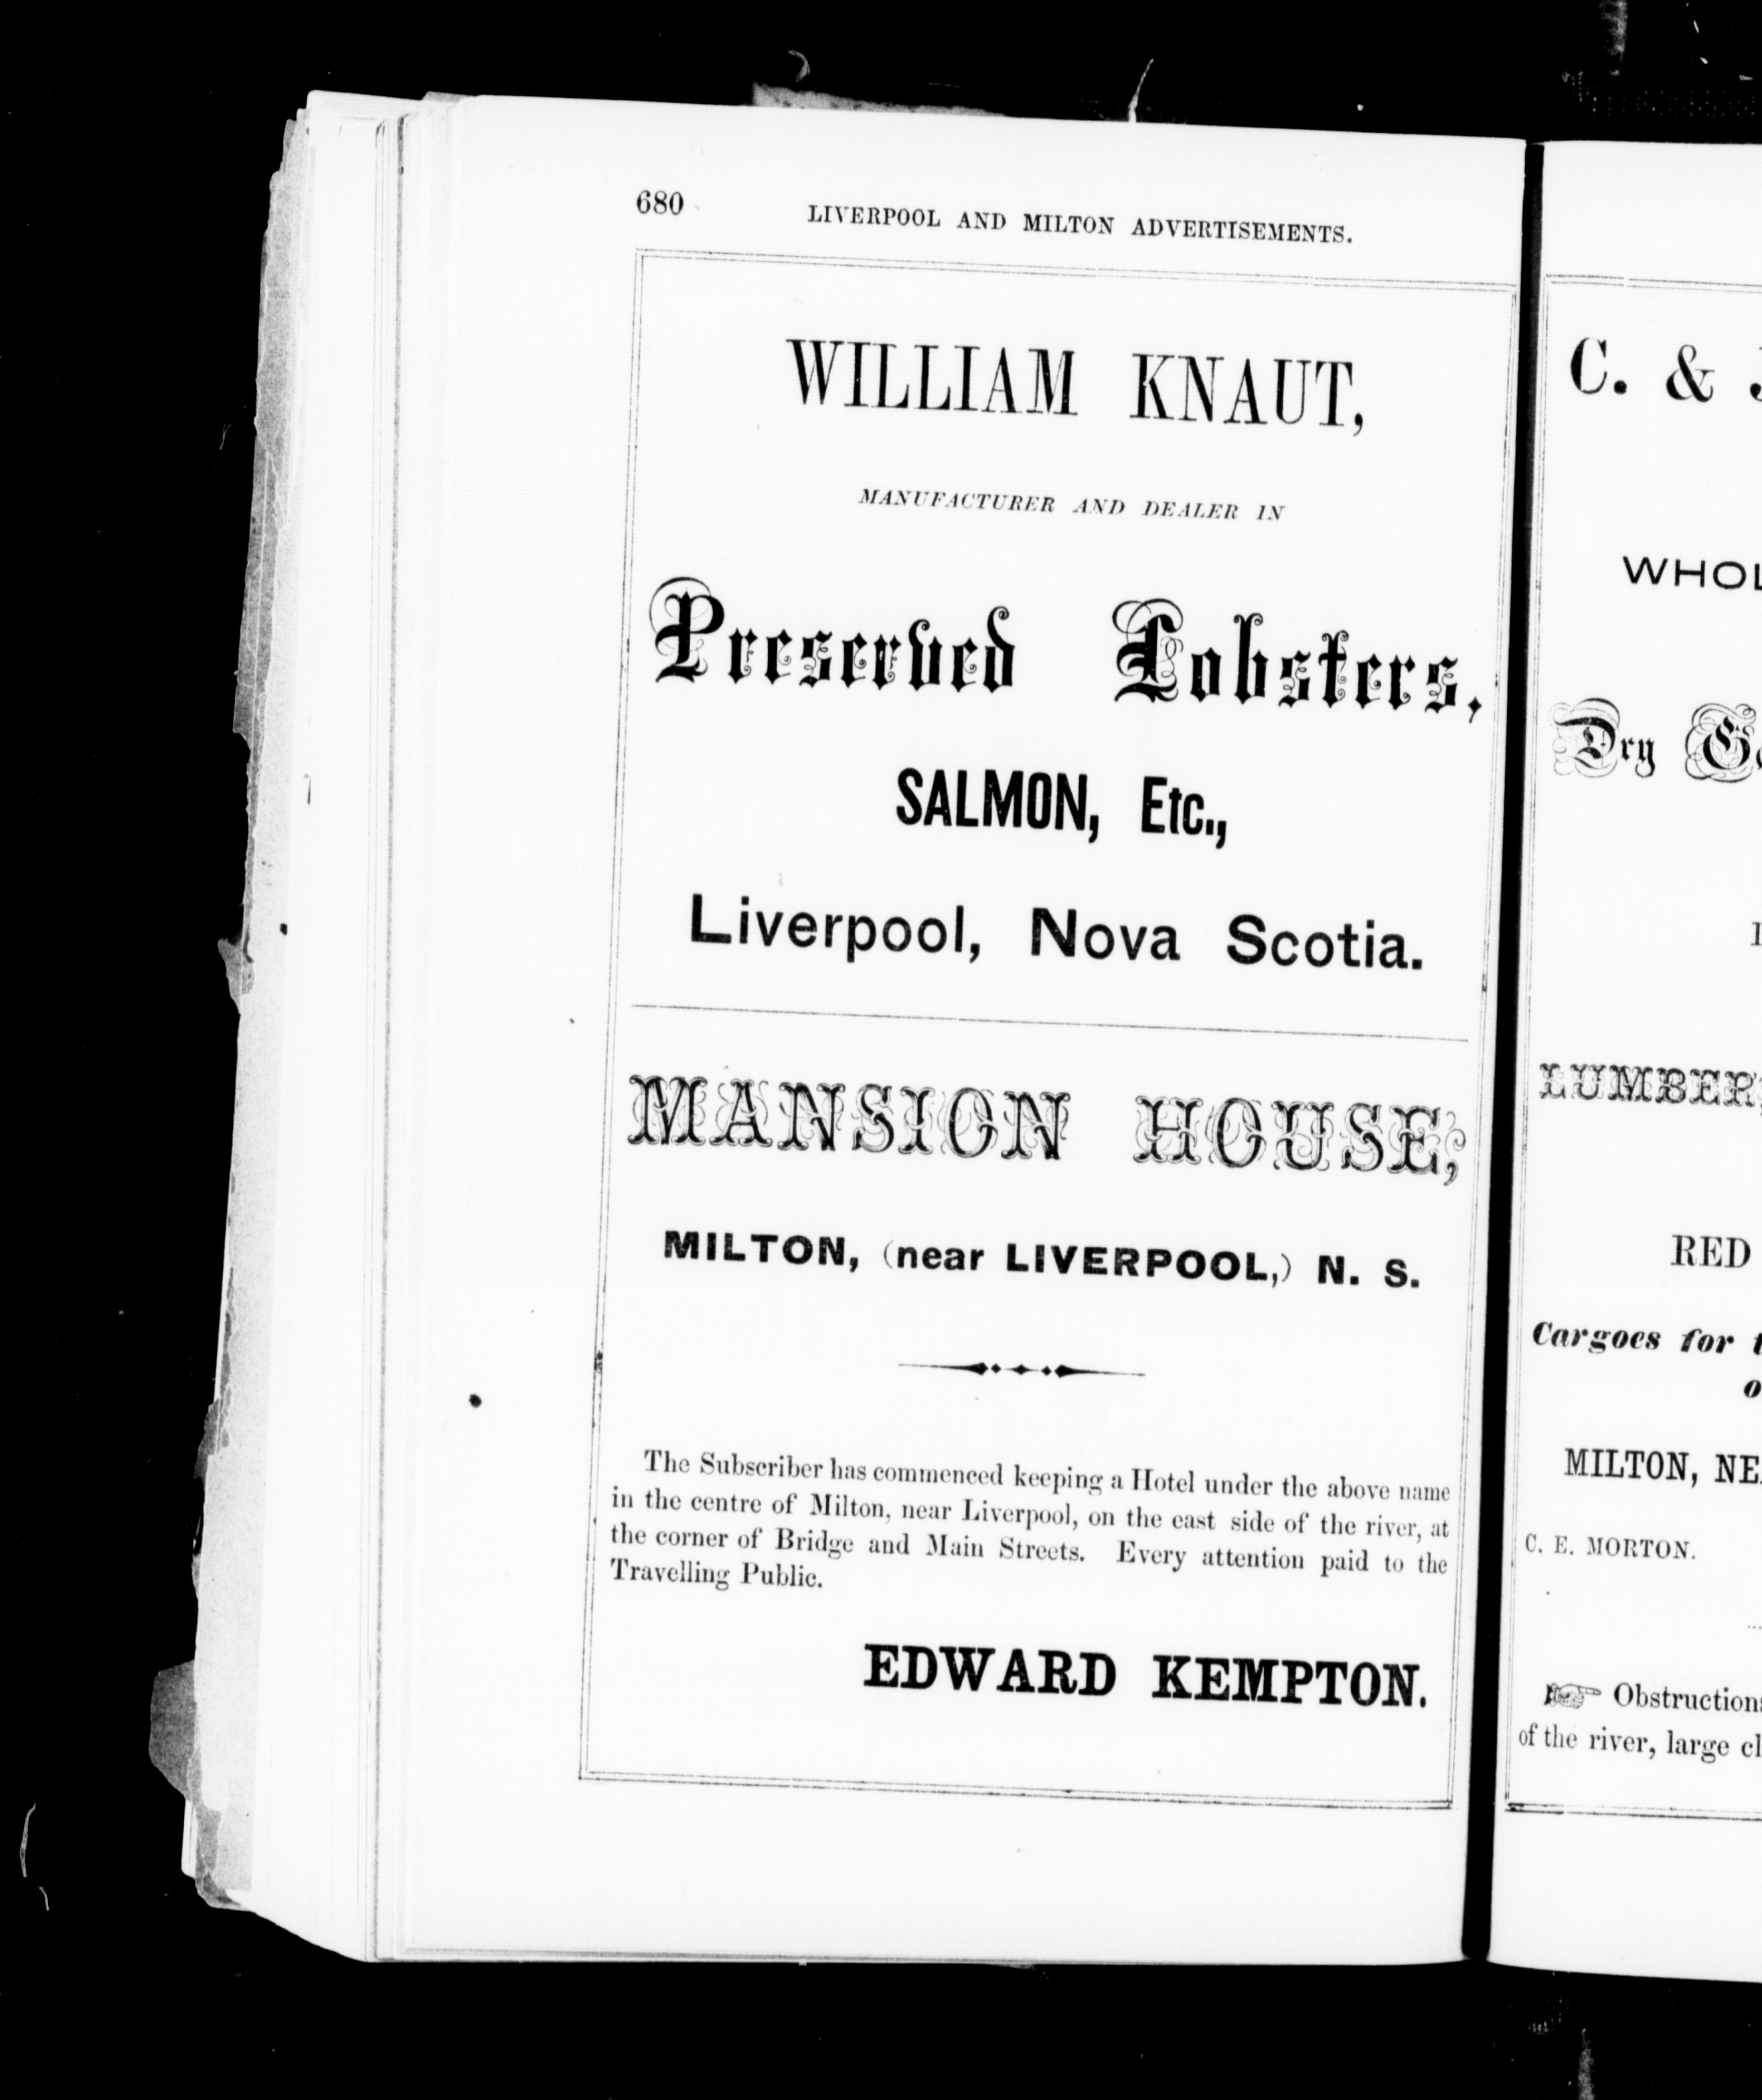 680
LIVERPOOL AND MILTON ADVERTISEMENTS.
WILLIAM KNAUT,
MANUFACTURER AND DEALER IN
Preserved Lobsters,
SALMON, Etc.,
Liverpool, Nova Scotia.
MANSION HOUSE,
MILTON, (near LIVERPOOL,) N. S.
The Subscriber has commenced keeping a Hotel under the above name
in the centre of Milton, near Liverpool, on the east side of the river, at
the corner of Bridge and Main Streets. Every attention paid to the
Travelling Public.
EDWARD KEMPTON.
C. &
WHOL
Dry
LUMBER
RED
Cargoes for
MILTON, NE
C. E. MORTON.
☞ Obstruction
of the river, large cl